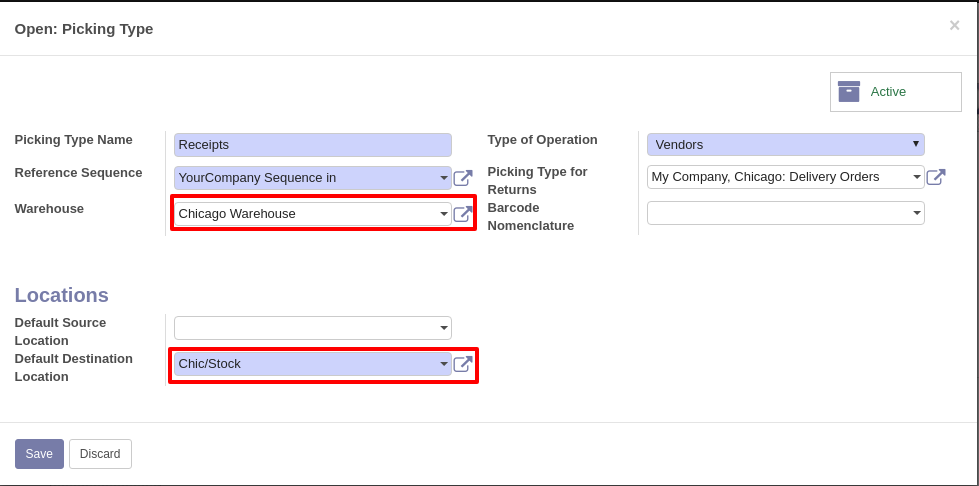 Open: Picking Type
×
Active
Picking Type Name
Receipts
Type of Operation
Vendors
Reference Sequence
YourCompany Sequence in
Picking Type for
Returns
My Company, Chicago: Delivery Orders
Warehouse
Chicago Warehouse
Barcode
Nomenclature
Locations
Default Source
Location
Default Destination
Location
Chic/Stock
Save
Discard